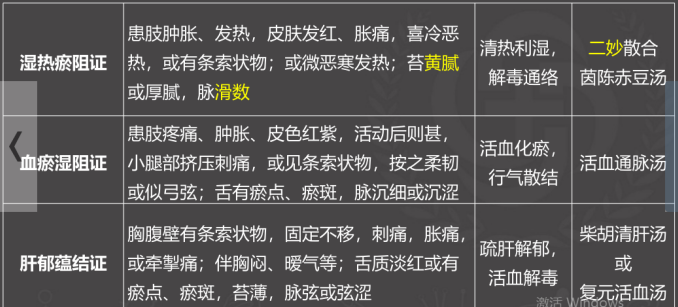 湿热瘀阻证
患肢肿胀、发热，皮肤发红、胀痛，喜冷恶
热，或有条索状物；或微恶寒发热；苔黄腻
或厚腻，脉滑数
清热利湿，
解毒通络
二妙散合
茵陈赤豆汤
血瘀湿阻证
患肢疼痛、肿胀、皮色红紫，活动后则甚，
小腿部挤压刺痛，或见条索状物，按之柔韧
或似弓弦；舌有瘀点、瘀斑，脉沉细或沉涩
活血化瘀，
行气散结
活血通脉汤
肝郁蕴结证
胸腹壁有条索状物，固定不移，刺痛，胀痛，
或牵掣痛；伴胸闷、嗳气等；舌质淡红或有
瘀点、瘀斑，苔薄，脉弦或弦涩
疏肝解郁，
活血解毒
柴胡清肝汤
或
复元活血汤
激活 Windows